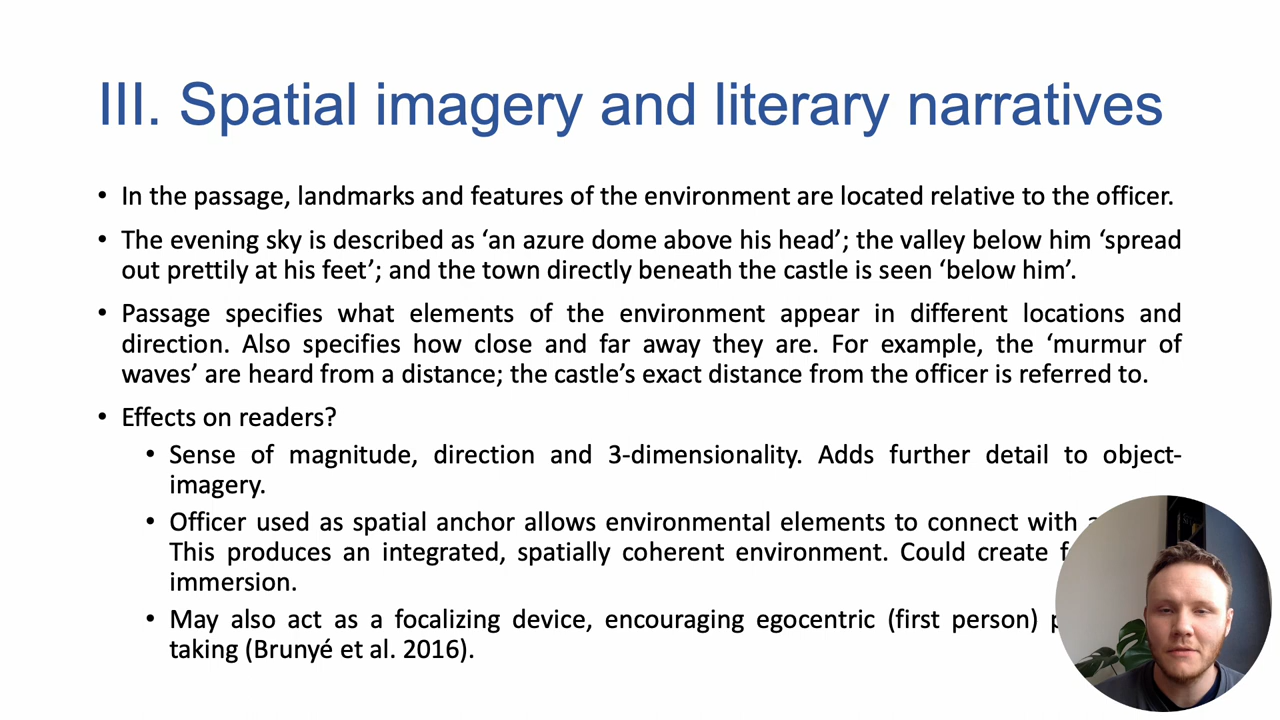 III. Spatial imagery and literary narratives
• In the passage, landmarks and features of the environment are located relative to the officer.
• The evening sky is described as ‘an azure dome above his head’; the valley below him ‘spread
out prettily at his feet’; and the town directly beneath the castle is seen ‘below him’.
• Passage specifies what elements of the environment appear in different locations and
direction. Also specifies how close and far away they are. For example, the ‘murmur of
waves’ are heard from a distance; the castle’s exact distance from the officer is referred to.
• Effects on readers?
• Sense of magnitude, direction and 3-dimensionality. Adds further detail to object-
imagery.
• Officer used as spatial anchor allows environmental elements to connect with
This produces an integrated, spatially coherent environment. Could create
immersion.
• May also act as a focalizing device, encouraging egocentric (first person)
taking (Brunyé et al. 2016).